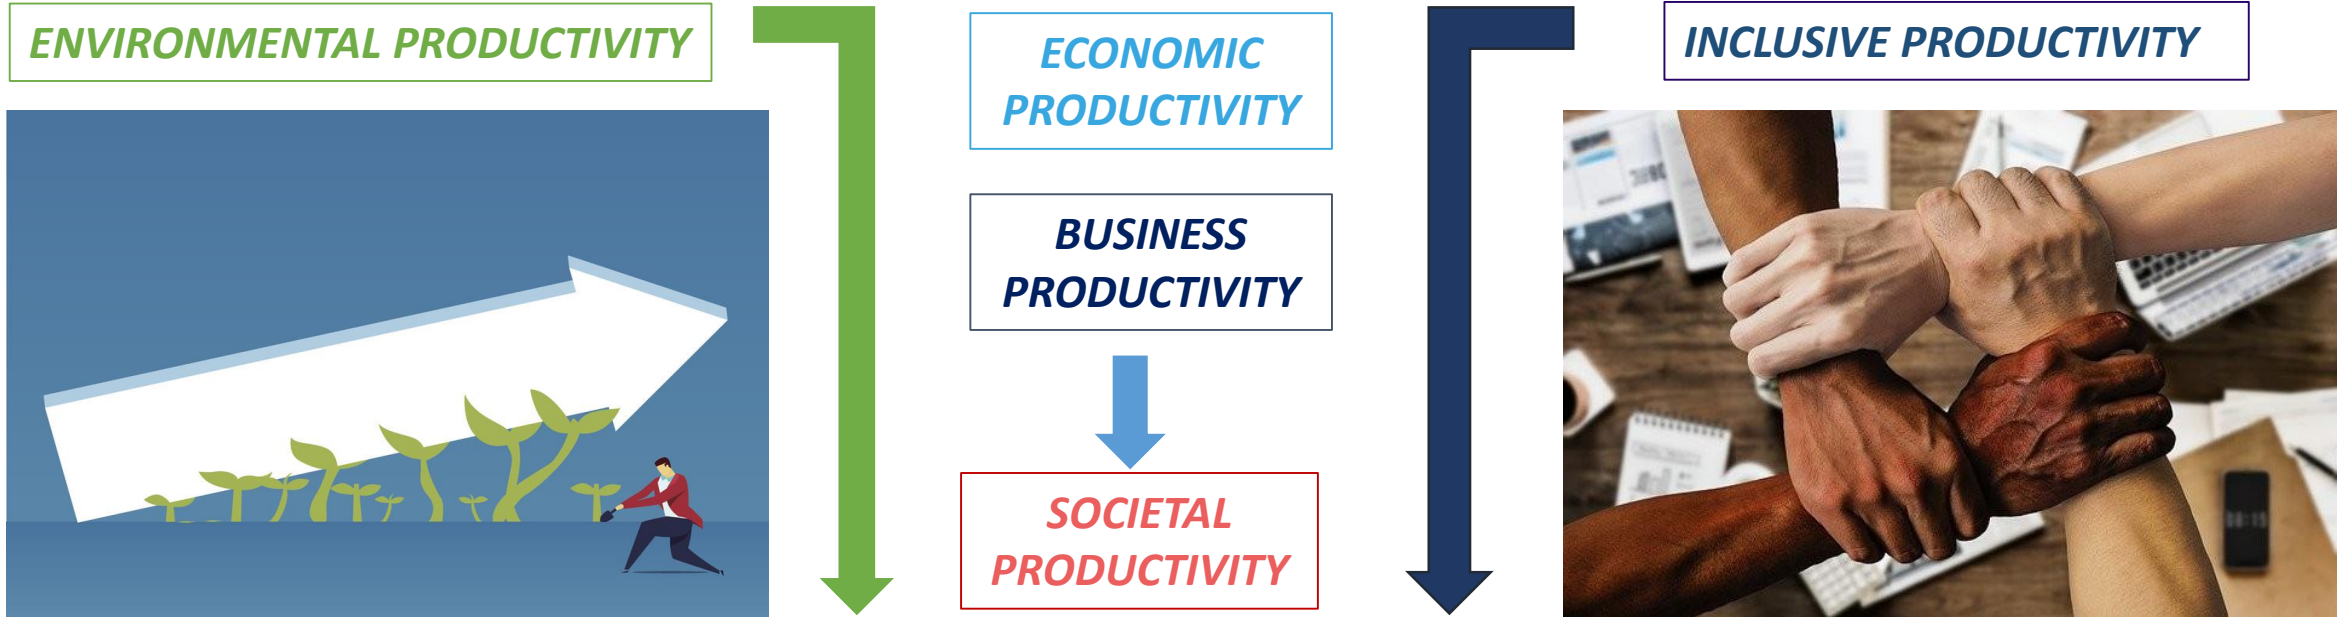 ENVIRONMENTAL PRODUCTIVITY
ECONOMIC
PRODUCTIVITY
INCLUSIVE PRODUCTIVITY
BUSINESS
PRODUCTIVITY
SOCIETAL
PRODUCTIVITY